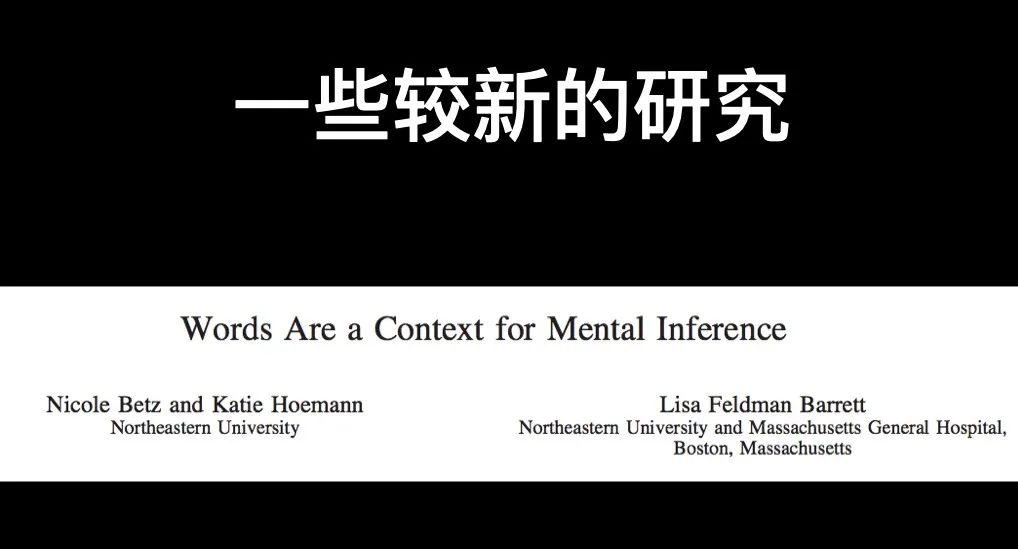 一些较新的研究
Words Are a Context for Mental Inference
Nicole Betz and Katie Hoemann
Northeastern University
Lisa Feldman Barrett
Northeastern University and Massachusetts General Hospital,
Boston, Massachusetts